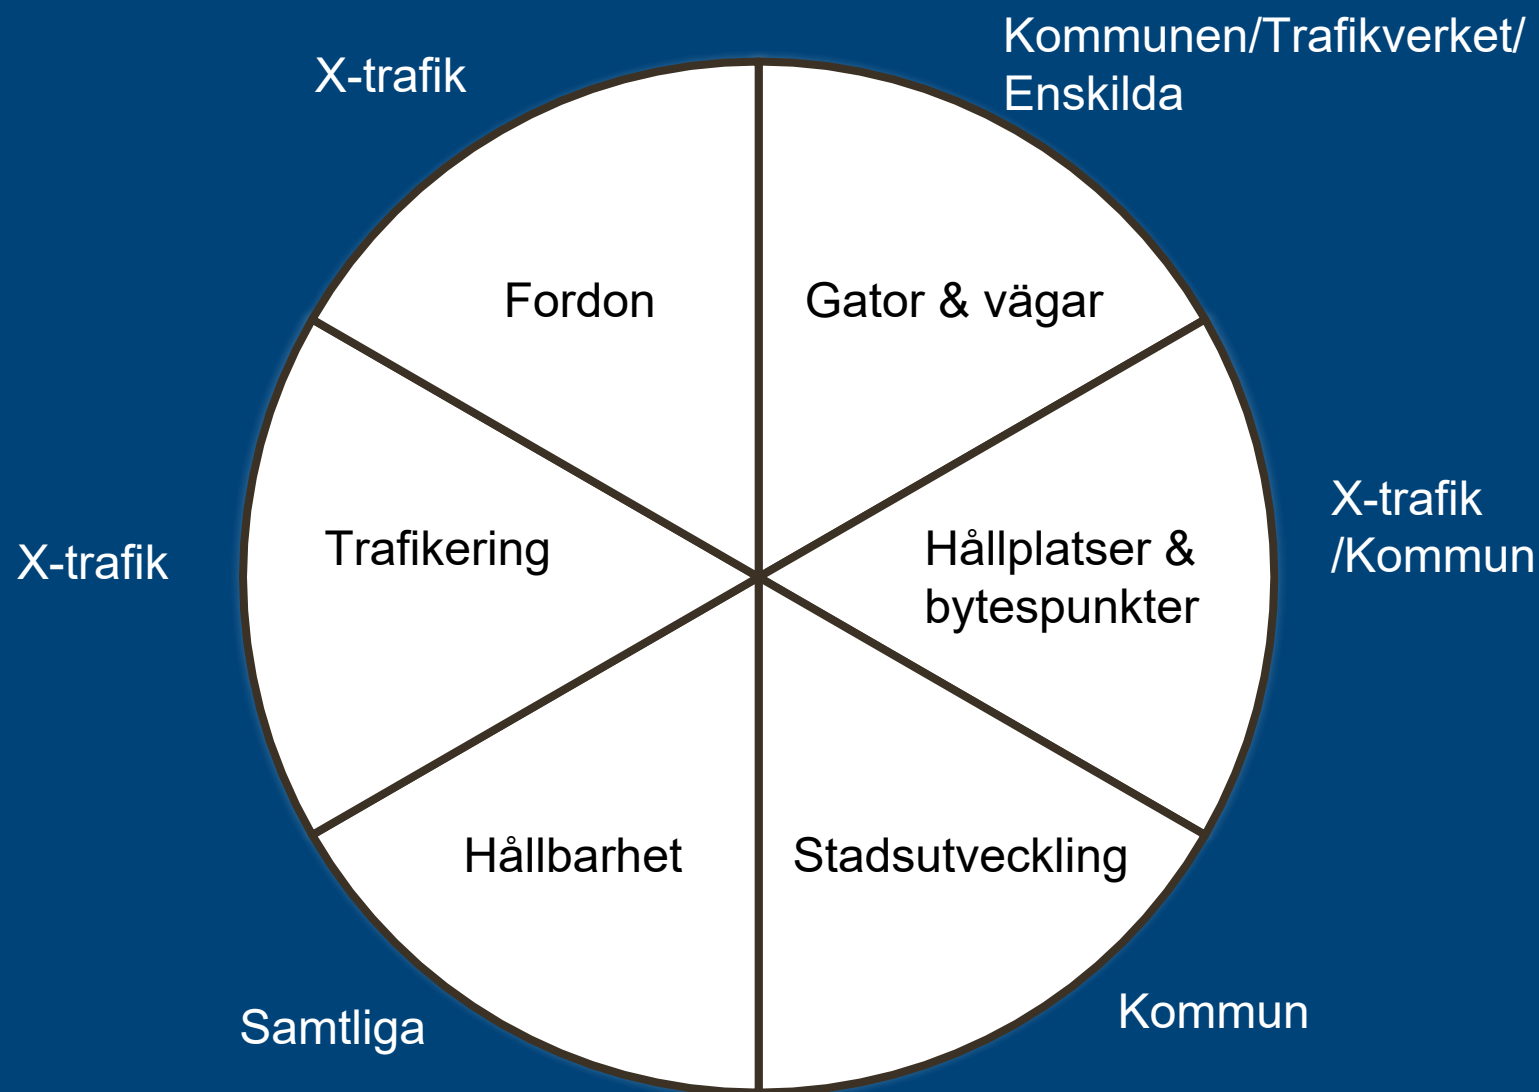 Kommunen/Trafikverket/
Enskilda
X-trafik
Fordon
Gator & vägar
X-trafik
/Kommun
X-trafik
Trafikering
Hållplatser &
bytespunkter
Hållbarhet
Stadsutveckling
Samtliga
Kommun